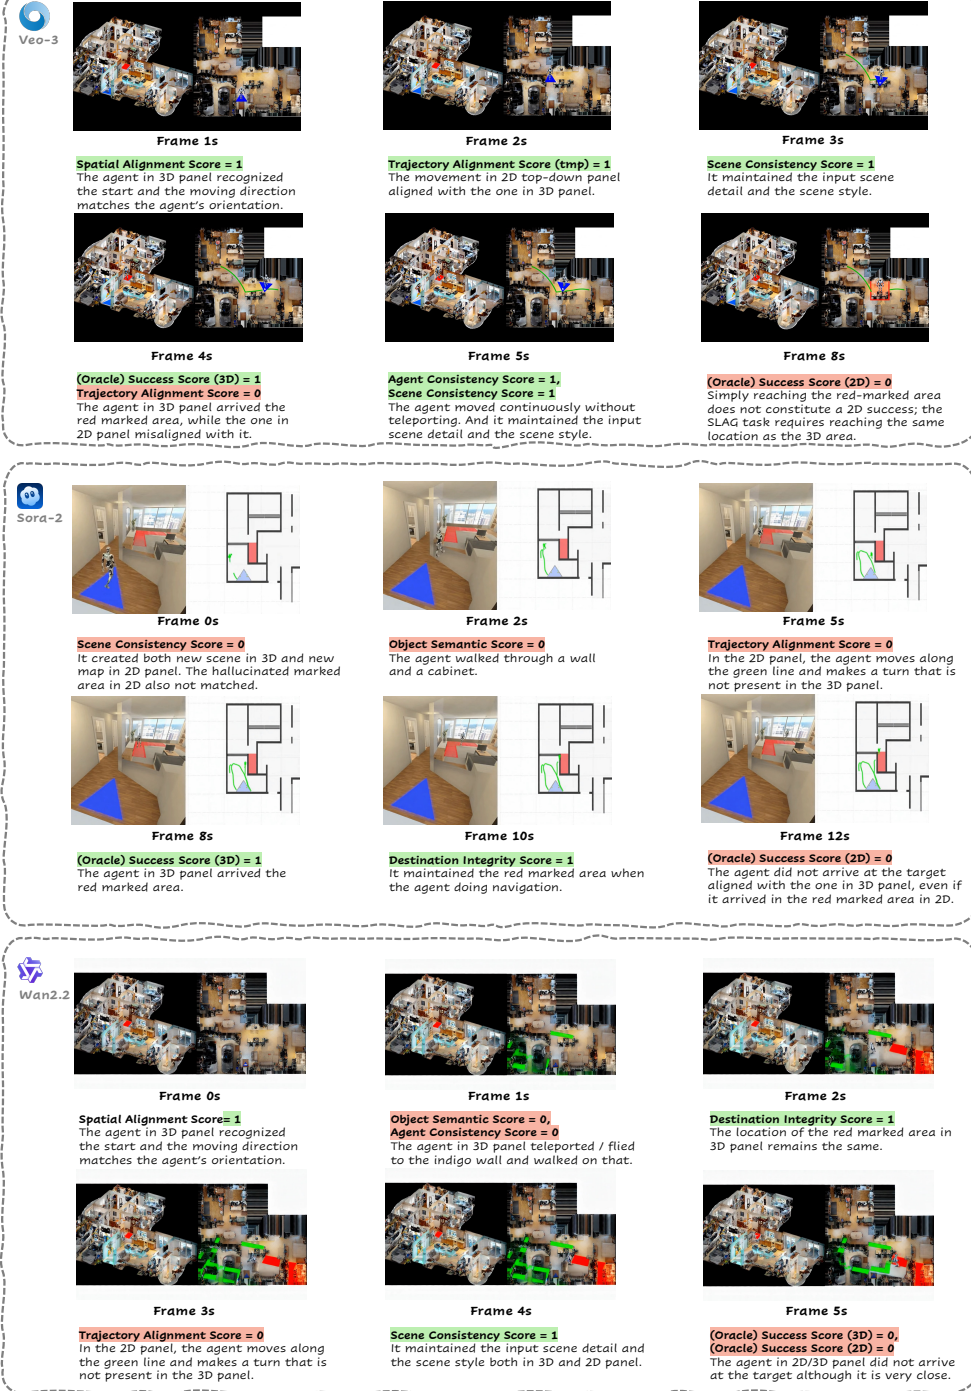 Veo-3
Frame 1s
Frame 2s
Frame 3s
Spatial Alignment Score = 1
The agent in 3D panel recognized
the start and the moving direction
matches the agent's orientation.
Trajectory Alignment Score (tmp) = 1
The movement in 2D top-down panel
aligned with the one in 3D panel.
Scene Consistency Score = 1
It maintained the input scene
detail and the scene style.
Frame 4s
Frame 5s
Frame 8s
(Oracle) Success Score (3D) = 1
Trajectory Alignment Score = 0
The agent in 3D panel arrived the
red marked area, while the one in
2D panel misaligned with it.
Agent Consistency Score = 1,
Scene Consistency Score = 1
The agent moved continuously without
teleporting. And it maintained the input
scene detail and the scene style.
(Oracle) Success Score (2D) = 0
Simply reaching the red-marked area
does not constitute a 2D success; the
SLAG task requires reaching the same
location as the 3D area.
Sora-2
Frame 0s
Frame 2s
Frame 5s
Scene Consistency Score = 0
It created both new scene in 3D and new
map in 2D panel. The hallucinated marked
area in 2D also not matched.
Object Semantic Score = 0
The agent walked through a wall
and a cabinet.
Trajectory Alignment Score = 0
In the 2D panel, the agent moves along
the green line and makes a turn that is
not present in the 3D panel.
Frame 8s
Frame 10s
Frame 12s
(Oracle) Success Score (3D) = 1
The agent in 3D panel arrived the
red marked area.
Destination Integrity Score = 1
It maintained the red marked area when
the agent doing navigation.
(Oracle) Success Score (2D) = 0
The agent did not arrive at the target
aligned with the one in 3D panel, even if
it arrived in the red marked area in 2D.
Wan2.2
Frame 0s
Frame 1s
Frame 2s
Spatial Alignment Score= 1
The agent in 3D panel recognized
the start and the moving direction
matches the agent's orientation.
Object Semantic Score = 0,
Agent Consistency Score = 0
The agent in 3D panel teleported / flied
to the indigo wall and walked on that.
Destination Integrity Score = 1
The location of the red marked area in
3D panel remains the same.
Frame 3s
Frame 4s
Frame 5s
Trajectory Alignment Score = 0
In the 2D panel, the agent moves along
the green line and makes a turn that is
not present in the 3D panel.
Scene Consistency Score = 1
It maintained the input scene detail and
the scene style both in 3D and 2D panel.
(Oracle) Success Score (3D) = 0,
(Oracle) Success Score (2D) = 0
The agent in 2D/3D panel did not arrive
at the target although it is very close.